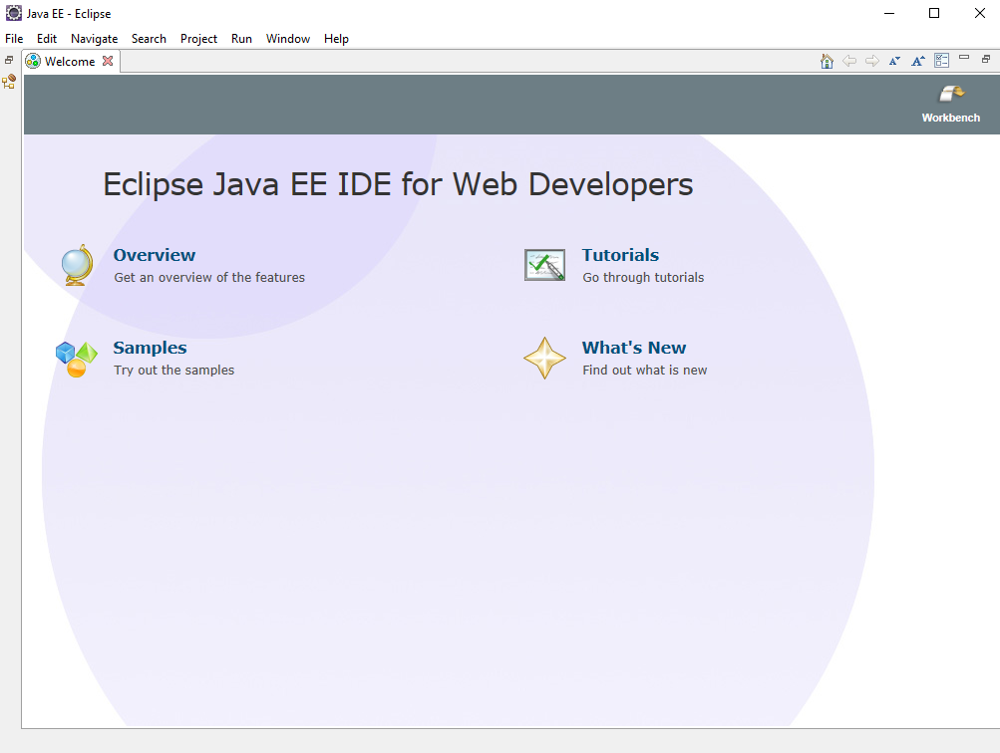 Java EE - Eclipse
File Edit Navigate Search Project Run Window Help
Welcome
Workbench
Eclipse Java EE IDE for Web Developers
Overview
Get an overview of the features
Tutorials
Go through tutorials
Samples
Try out the samples
What's New
Find out what is new